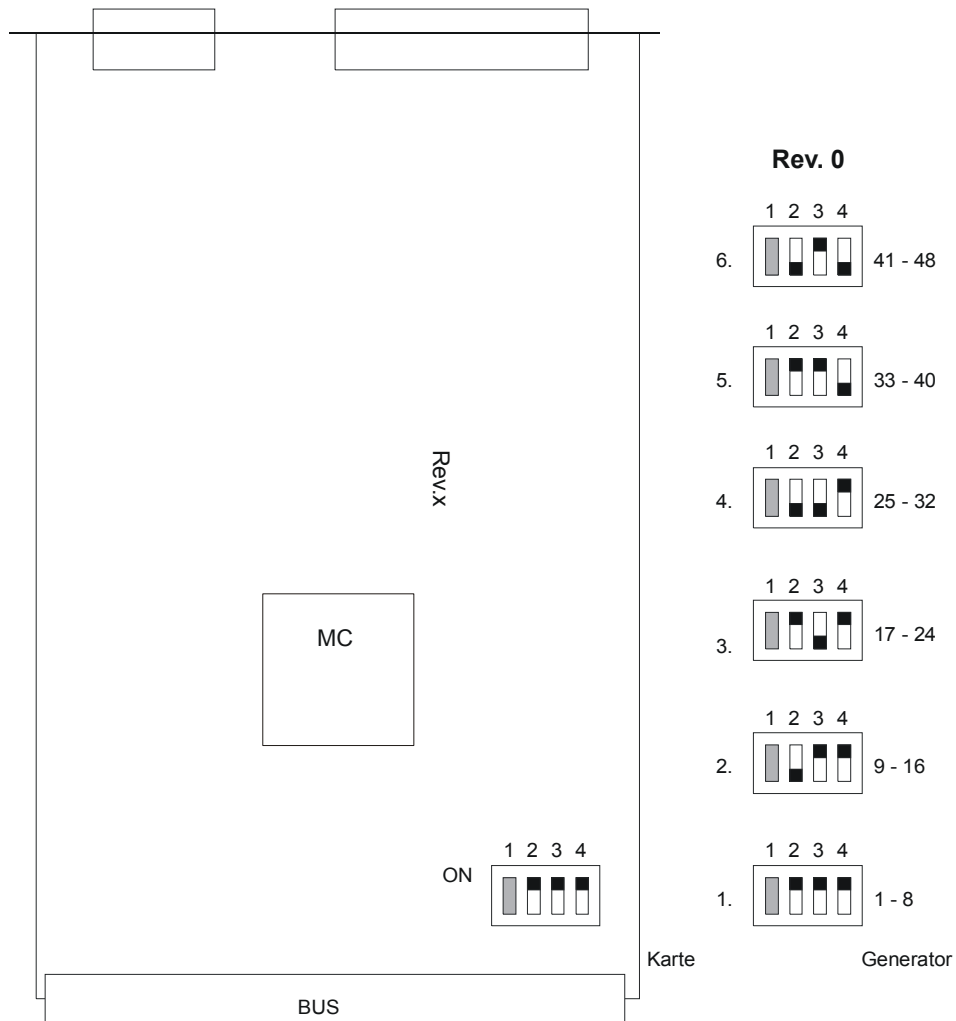 Rev. 0
1 2 3 4
6.
41 - 48
1 2 3 4
5.
33 - 40
1 2 3 4
4.
25 - 32
Rev.x
1 2 3 4
3.
17 - 24
MC
1 2 3 4
2.
9 - 16
1 2 3 4
ON
1 2 3 4
1.
1 - 8
Karte
Generator
BUS